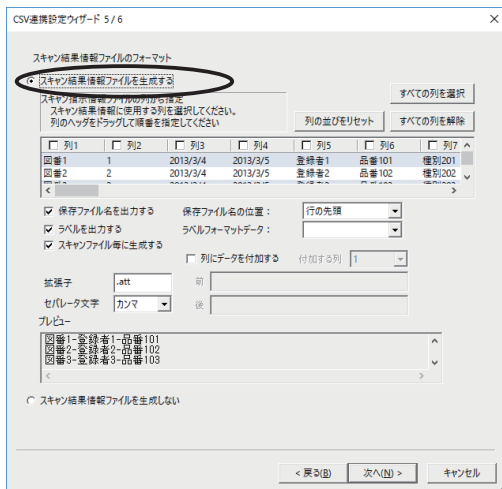 CSV連携設定ウィザード 5 / 6
スキャン結果情報ファイルのフォーマット
スキャン結果情報ファイルを生成する
スキャン指示情報ファイルの列から指定
スキャン結果情報に使用する列を選択してください。
列のヘッダをドラッグして順番を指定してください
すべての列を選択
列の並びをリセット すべての列を解除
列1 列2 列3 列4 列5 列6 列7
図番1 1 2013/3/4 2013/3/5 登録者1 品番101 種別201
図番2 2 2013/3/4 2013/3/5 登録者2 品番102 種別202
保存ファイル名を出力する 保存ファイル名の位置: 行の先頭
ラベルを出力する ラベルフォーマットデータ:
スキャンファイル毎に生成する
列にデータを付加する 付加する列 1
拡張子 .att 前
セパレータ文字 カンマ 後
プレビュー
図番1-登録者1-品番101
図番2-登録者2-品番102
図番3-登録者3-品番103
スキャン結果情報ファイルを生成しない
< 戻る(B) 次へ(N) > キャンセル